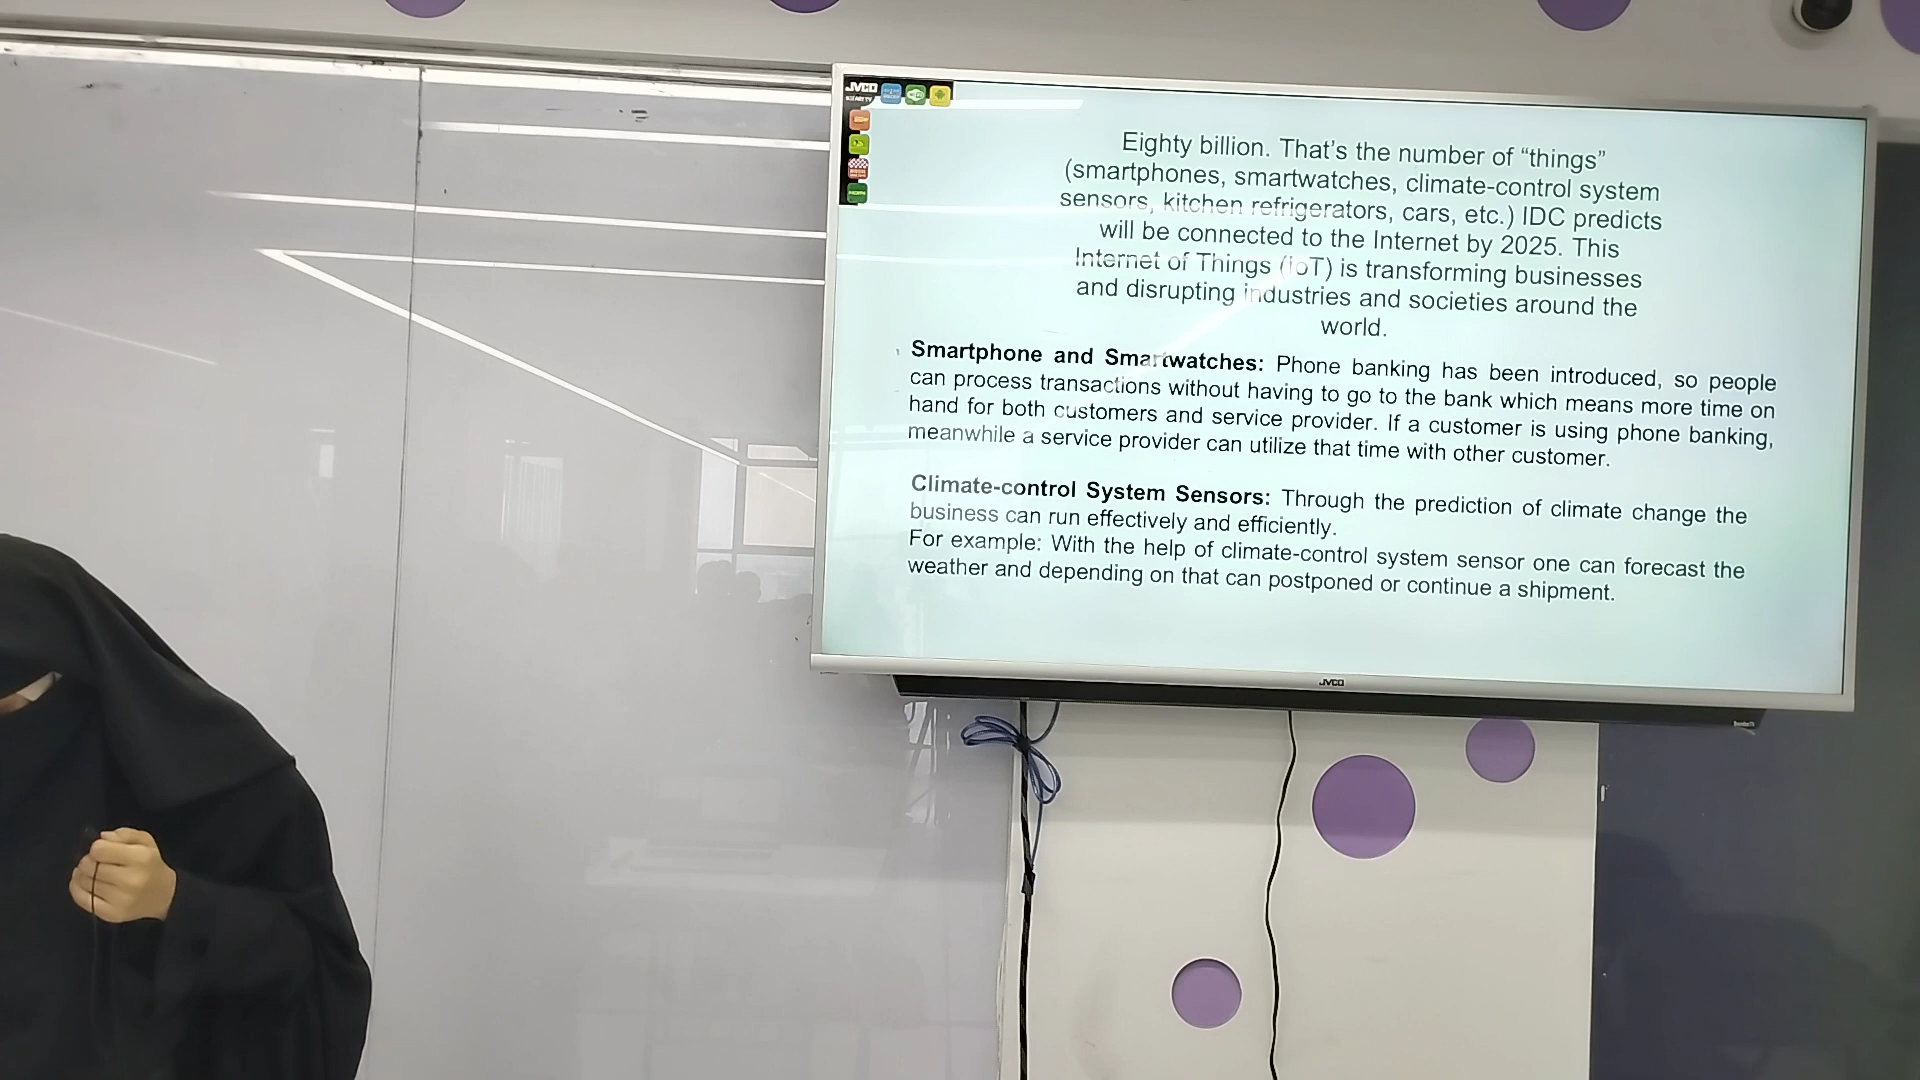 JVCO
SMART TV
Eighty billion. That’s the number of “things”
(smartphones, smartwatches, climate-control system
sensors, kitchen refrigerators, cars, etc.) IDC predicts
will be connected to the Internet by 2025. This
Internet of Things (IoT) is transforming businesses
and disrupting industries and societies around the
world.
Smartphone and Smartwatches: Phone banking has been introduced, so people
can process transactions without having to go to the bank which means more time on
hand for both customers and service provider. If a customer is using phone banking,
meanwhile a service provider can utilize that time with other customer.
Climate-control System Sensors: Through the prediction of climate change the
business can run effectively and efficiently.
For example: With the help of climate-control system sensor one can forecast the
weather and depending on that can postponed or continue a shipment.
JVCO